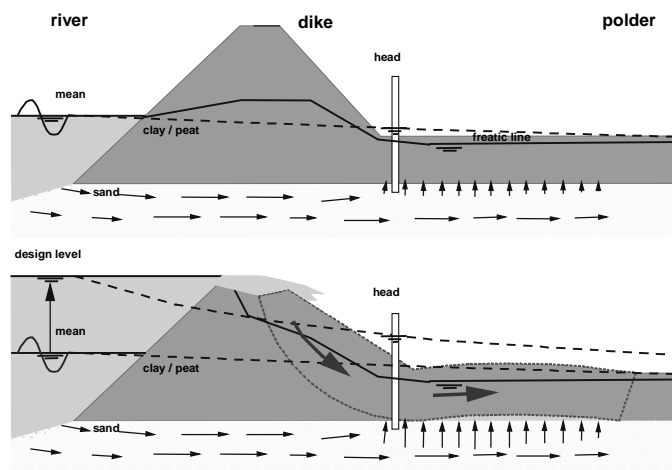 river dike polder
head
mean
clay / peat
freatic line
sand
design level
head
mean
clay / peat
sand